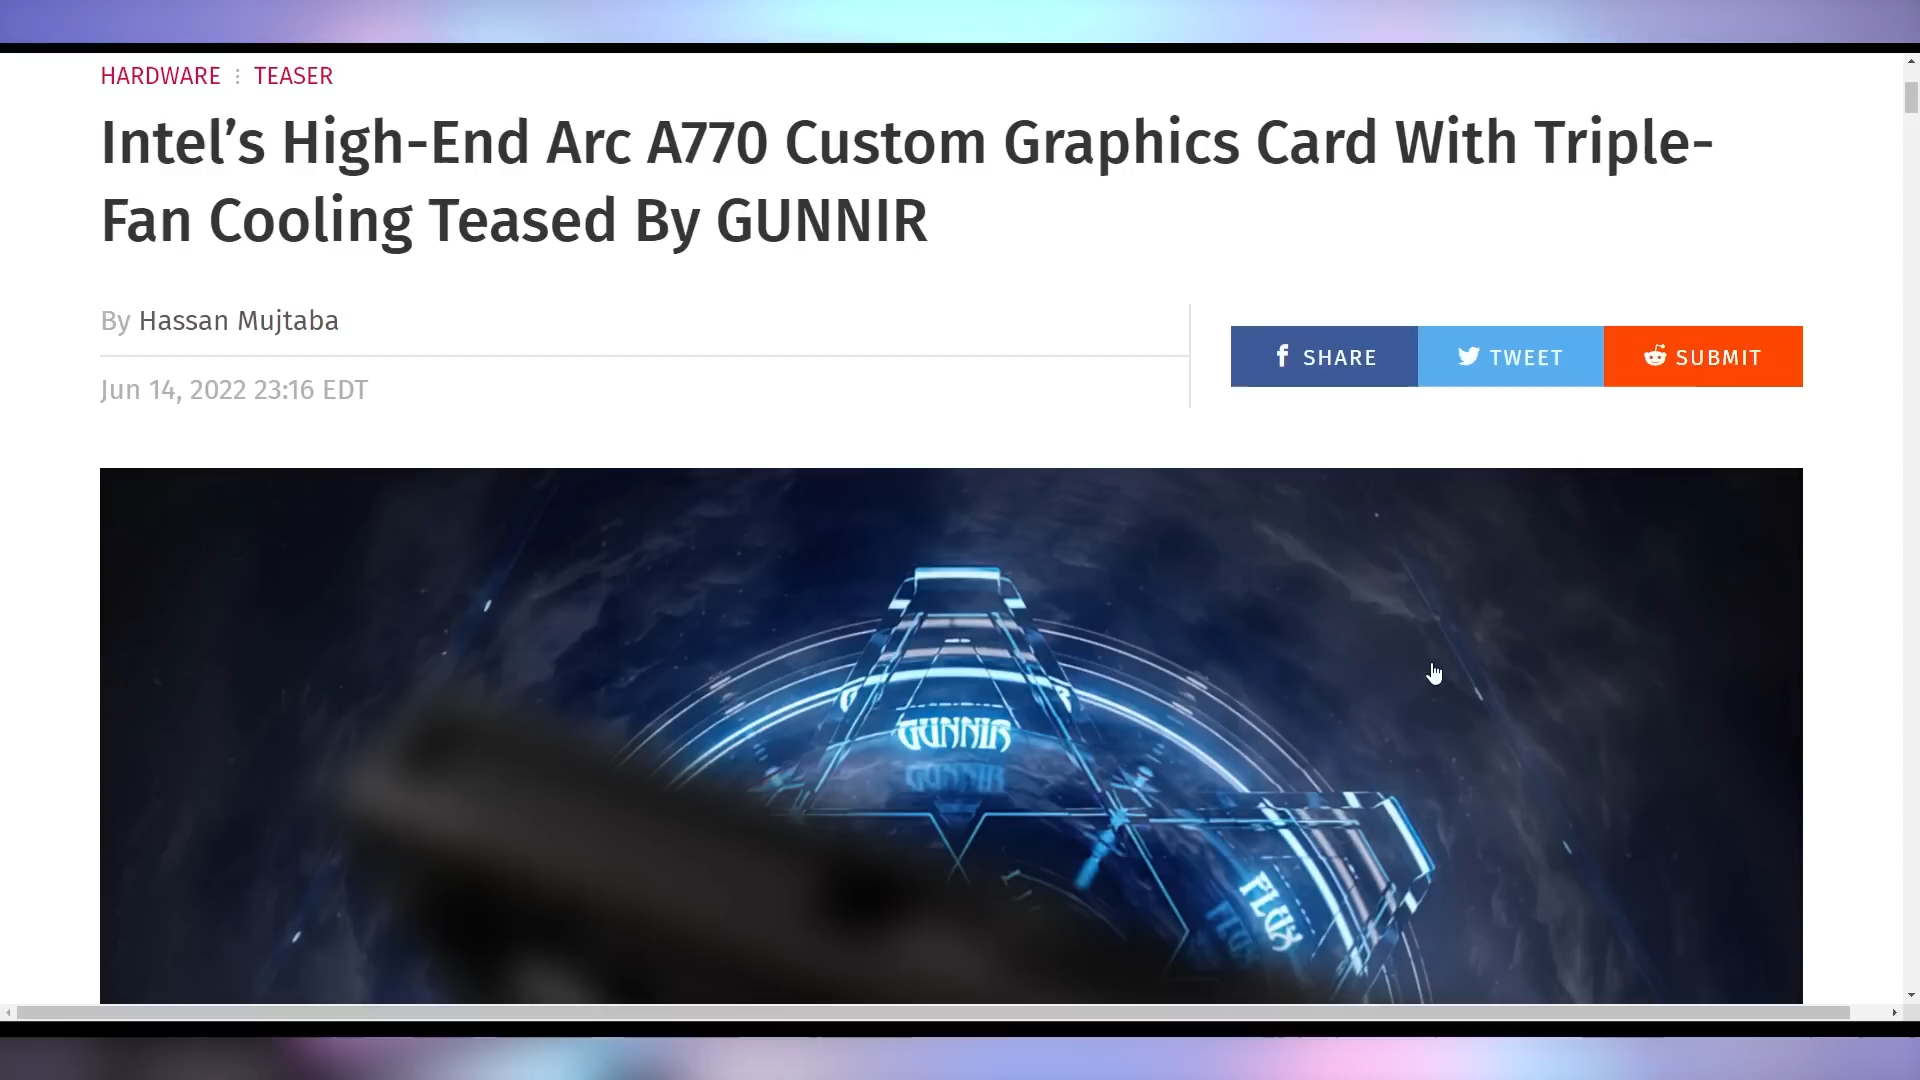 HARDWARE : TEASER
Intel’s High-End Arc A770 Custom Graphics Card With Triple-
Fan Cooling Teased By GUNNIR
By Hassan Mujtaba
Jun 14, 2022 23:16 EDT
SHARE TWEET SUBMIT
GUNNIR
FLUX